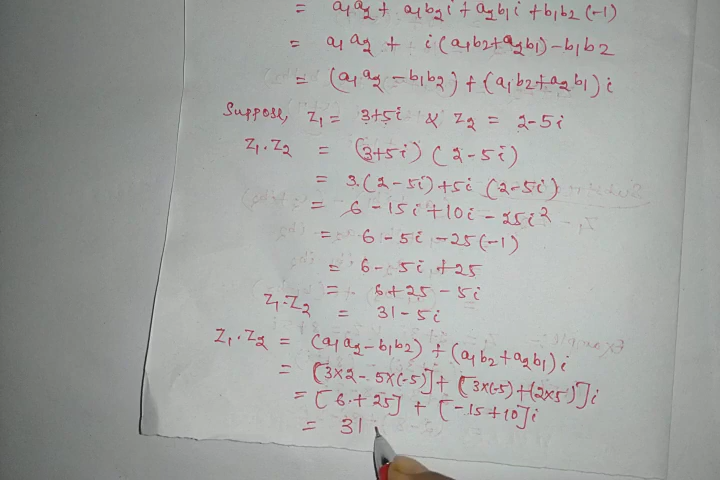 = a₁a₂ + a₁b₂i + a₂b₁i + b₁b₂(-1)
= a₁a₂ + i(a₁b₂+a₂b₁) - b₁b₂
= (a₁a₂ - b₁b₂) + (a₁b₂+a₂b₁)i
Suppose, z₁ = 3+5i & z₂ = 2-5i
z₁.z₂ = (3+5i) (2-5i)
= 3.(2-5i)+5i (2-5i)
= 6 - 15i + 10i - 25i²
= 6 - 5i - 25(-1)
= 6 - 5i + 25
= 6+25 - 5i
z₁.z₂ = 31 - 5i
z₁.z₂ = (a₁a₂ - b₁b₂) + (a₁b₂+a₂b₁)i
= [3×2 - 5×(-5)] + [3×(-5)+(2×5)]i
= [6+25] + [-15+10]i
= 31